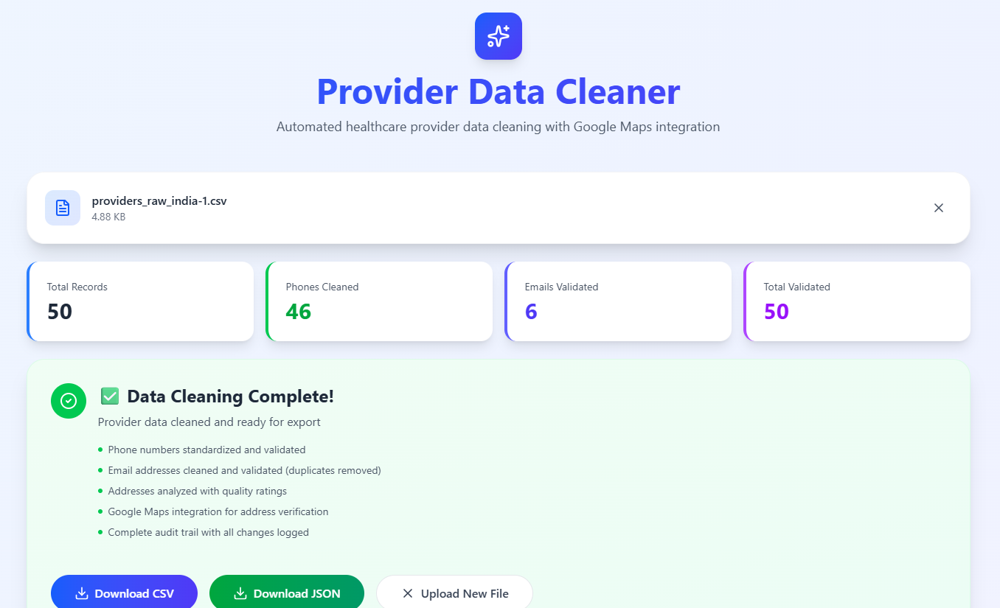 Provider Data Cleaner
Automated healthcare provider data cleaning with Google Maps integration
providers_raw_india-1.csv
4.88 KB
Total Records
50
Phones Cleaned
46
Emails Validated
6
Total Validated
50
✅ Data Cleaning Complete!
Provider data cleaned and ready for export
Phone numbers standardized and validated
Email addresses cleaned and validated (duplicates removed)
Addresses analyzed with quality ratings
Google Maps integration for address verification
Complete audit trail with all changes logged
Download CSV
Download JSON
Upload New File